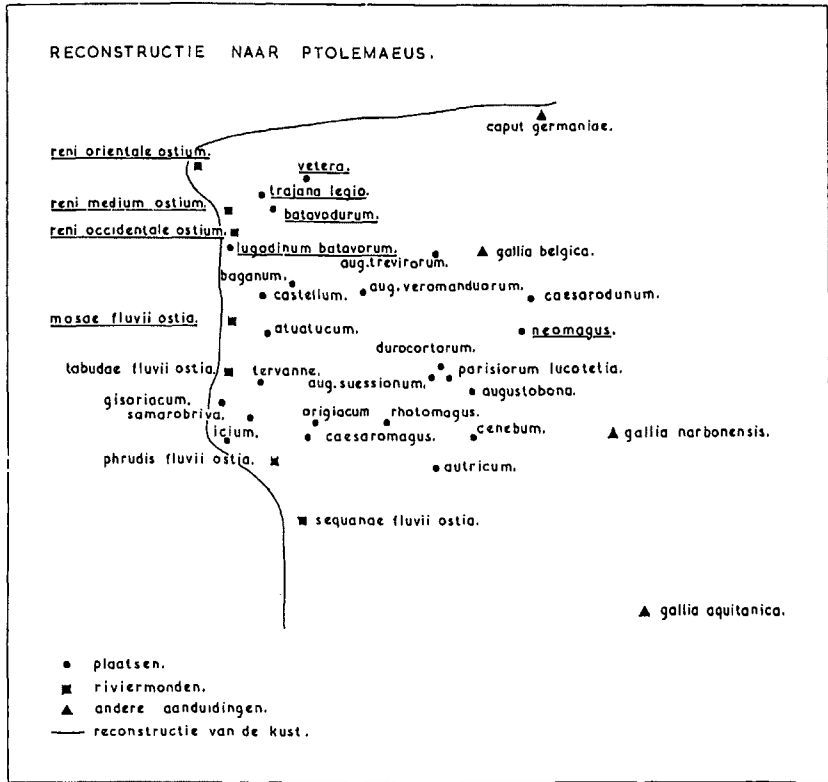 RECONSTRUCTIE NAAR PTOLEMAEUS.
caput germaniae.
reni orientale ostium.
vetera.
trajana legio.
reni medium ostium.
batavodurum.
reni occidentale ostium.
lugodinum batavorum.
gallia belgica.
aug.trevirorum.
baganum.
castellum.
aug.veromanduorum.
caesarodunum.
mosae fluvii ostia.
atuatucum.
neomagus.
durocortorum.
tabudae fluvii ostia.
tervanne.
parisiorum lucotetia.
aug.suessionum.
augustobona.
gisoriacum.
samarobriva.
origiacum
rhotomagus.
icium.
caesaromagus.
cenebum.
gallia narbonensis.
phrudis fluvii ostia.
autricum.
sequanae fluvii ostia.
gallia aquitanica.
plaatsen.
riviermonden.
andere aanduidingen.
reconstructie van de kust.